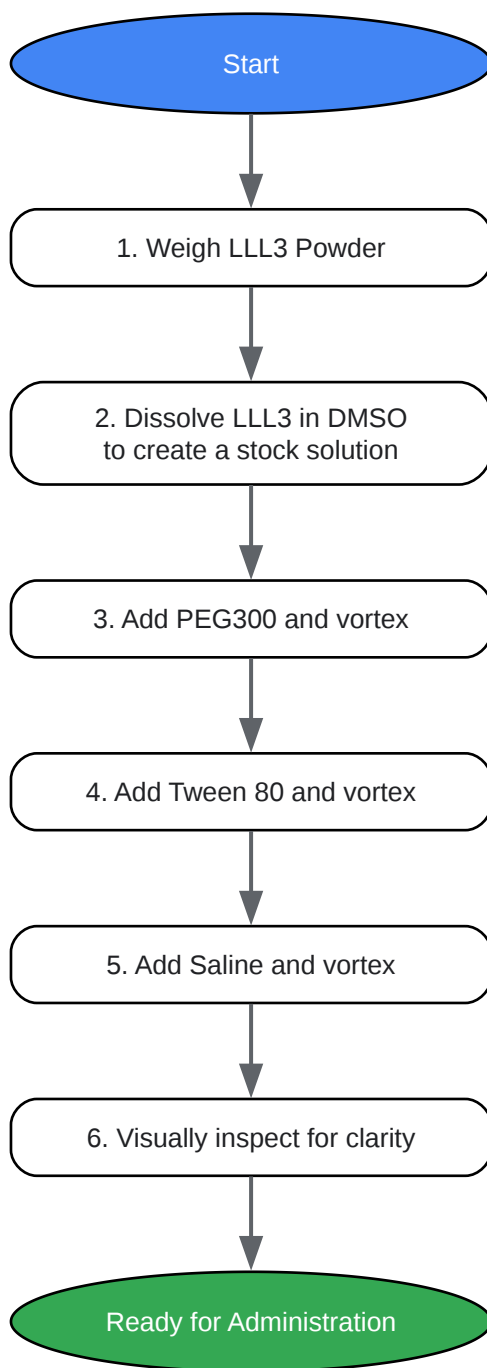 Start
1. Weigh LLL3 Powder
2. Dissolve LLL3 in DMSO
to create a stock solution
3. Add PEG300 and vortex
4. Add Tween 80 and vortex
5. Add Saline and vortex
6. Visually inspect for clarity
Ready for Administration